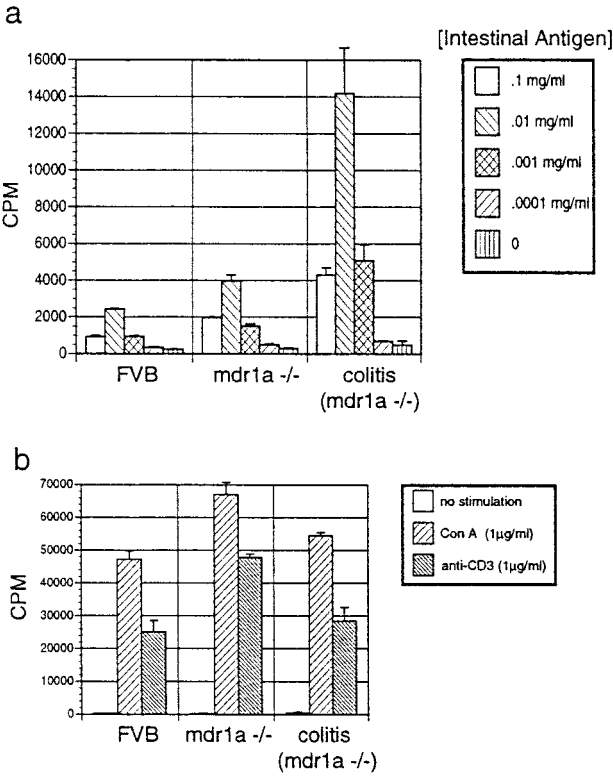 a
[Intestinal Antigen]
16000
14000
12000
10000
8000
6000
4000
2000
0
CPM
.1 mg/ml
.01 mg/ml
.001 mg/ml
.0001 mg/ml
0
FVB
mdr1a -/-
colitis
(mdr1a -/-)
b
70000
60000
50000
40000
30000
20000
10000
0
CPM
no stimulation
Con A (1μg/ml)
anti-CD3 (1μg/ml)
FVB
mdr1a -/-
colitis
(mdr1a -/-)